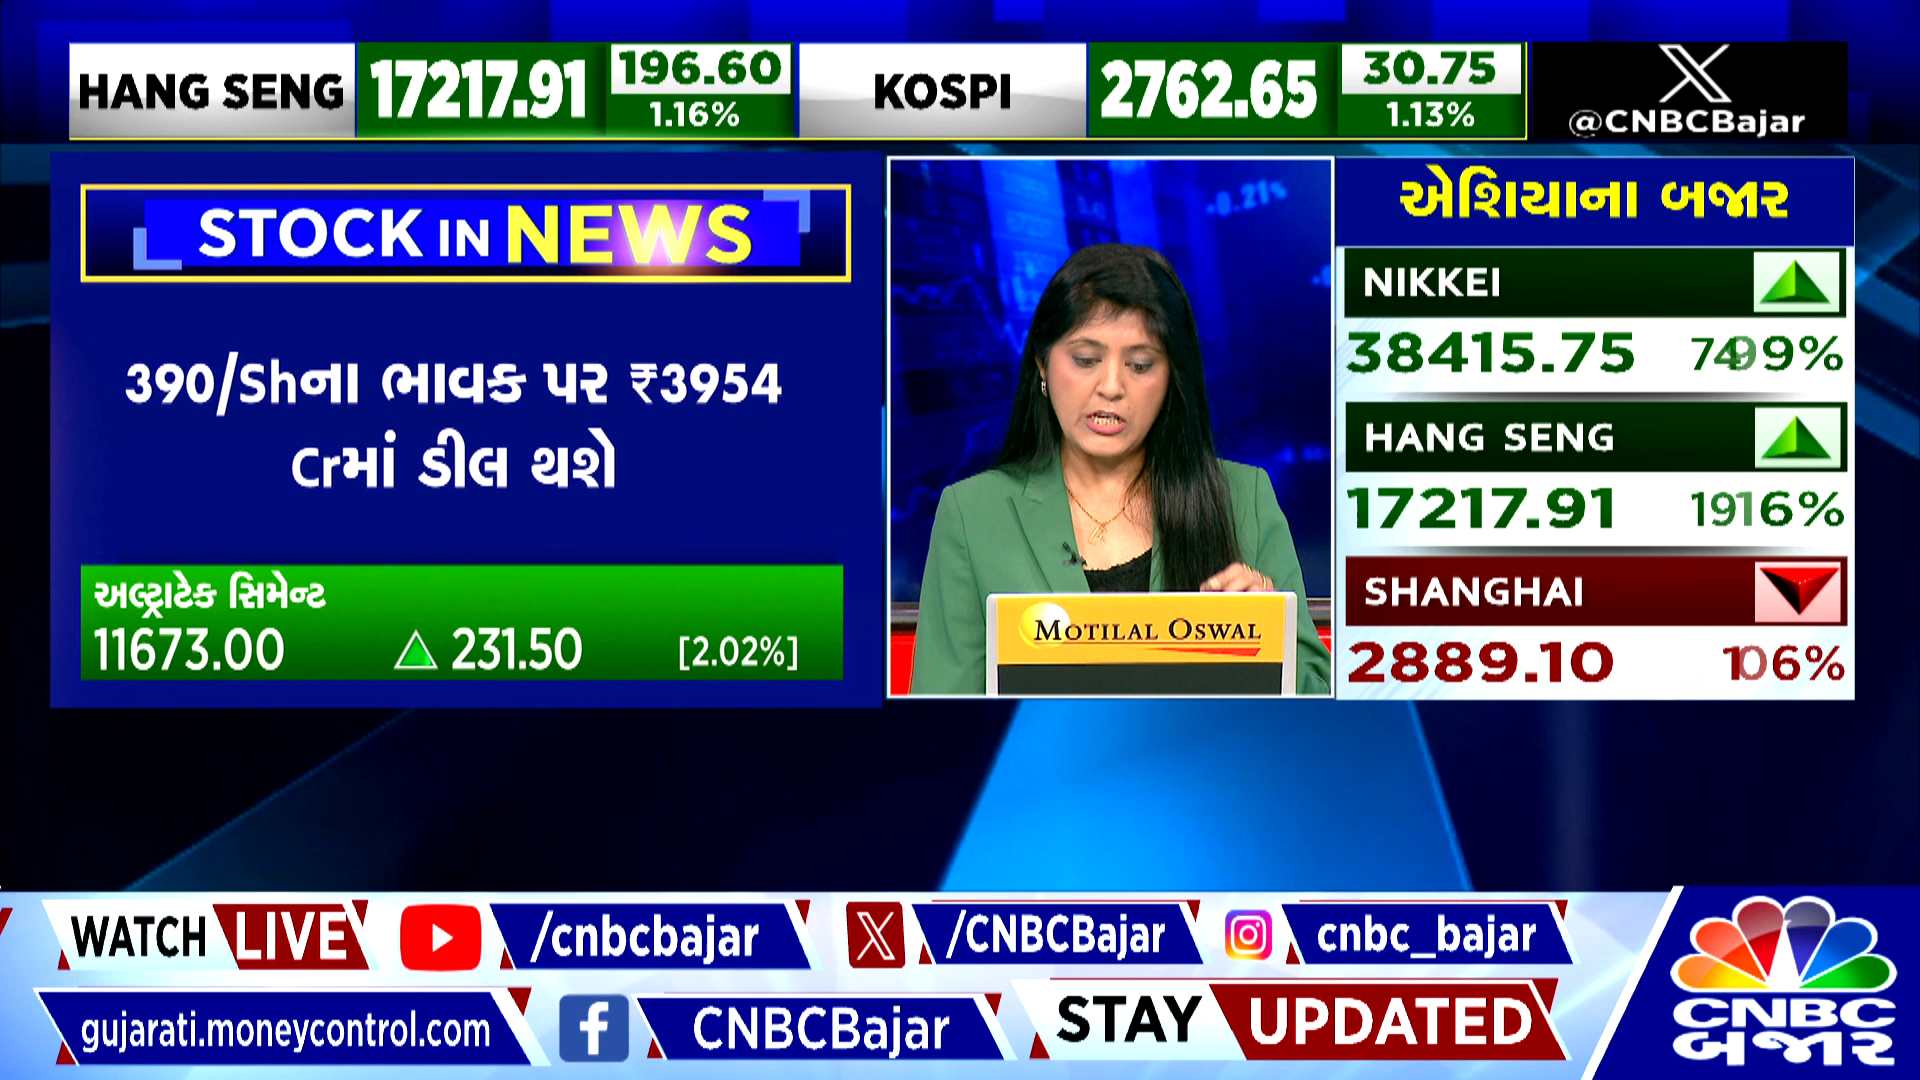 HANG SENG 17217.91 196.60 1.16% KOSPI 2762.65 30.75 1.13%
@CNBCBajar
STOCK IN NEWS
390/Shના ભાવક પર ₹3954
Crમાં ડીલ થશે
અલ્ટ્રાટેક સિમેન્ટ
11673.00 231.50 [2.02%]
-0.21%
MOTILAL OSWAL
એશિયાના બજાર
NIKKEI
38415.75
HANG SENG
17217.91
SHANGHAI
2889.10
WATCH LIVE /cnbcbajar /CNBCBajar cnbc_bajar
gujarati.moneycontrol.com CNBCBajar STAY UPDATED
CNBC
બજાર